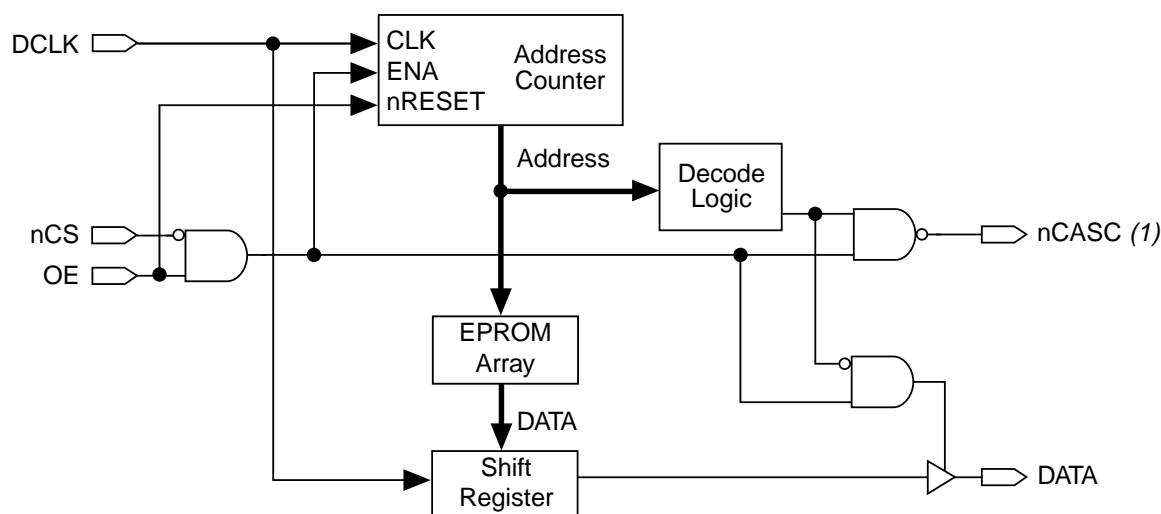 DCLK
CLK
ENA
nRESET
Address
Counter
Address
Decode
Logic
nCS
OE
nCASC (1)
EPROM
Array
DATA
Shift
Register
DATA